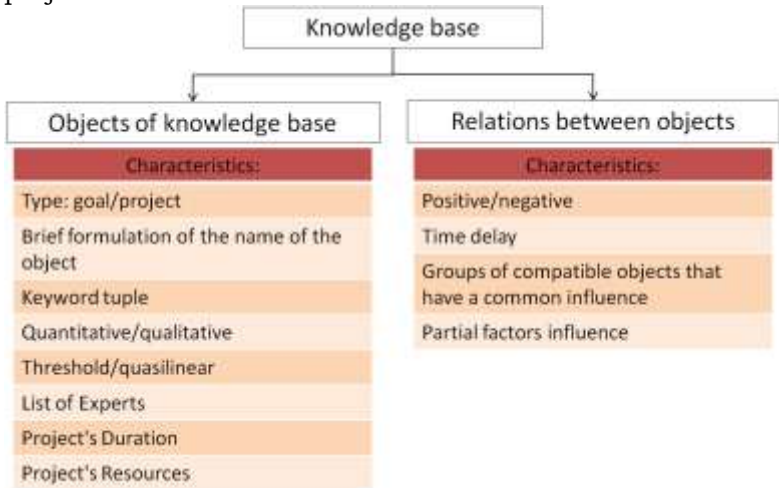 Knowledge base
Objects of knowledge base
Characteristics:
Type: goal/project
Brief formulation of the name of the
object
Keyword tuple
Quantitative/qualitative
Threshold/quasilinear
List of Experts
Project's Duration
Project's Resources
Relations between objects
Characteristics:
Positive/negative
Time delay
Groups of compatible objects that
have a common influence
Partial factors influence